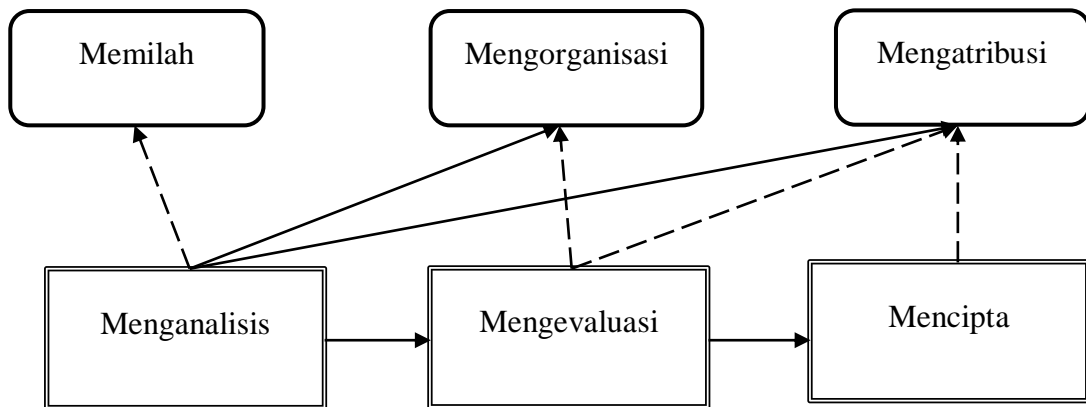 Memilah
Mengorganisasi
Mengatribusi
Menganalisis
Mengevaluasi
Mencipta